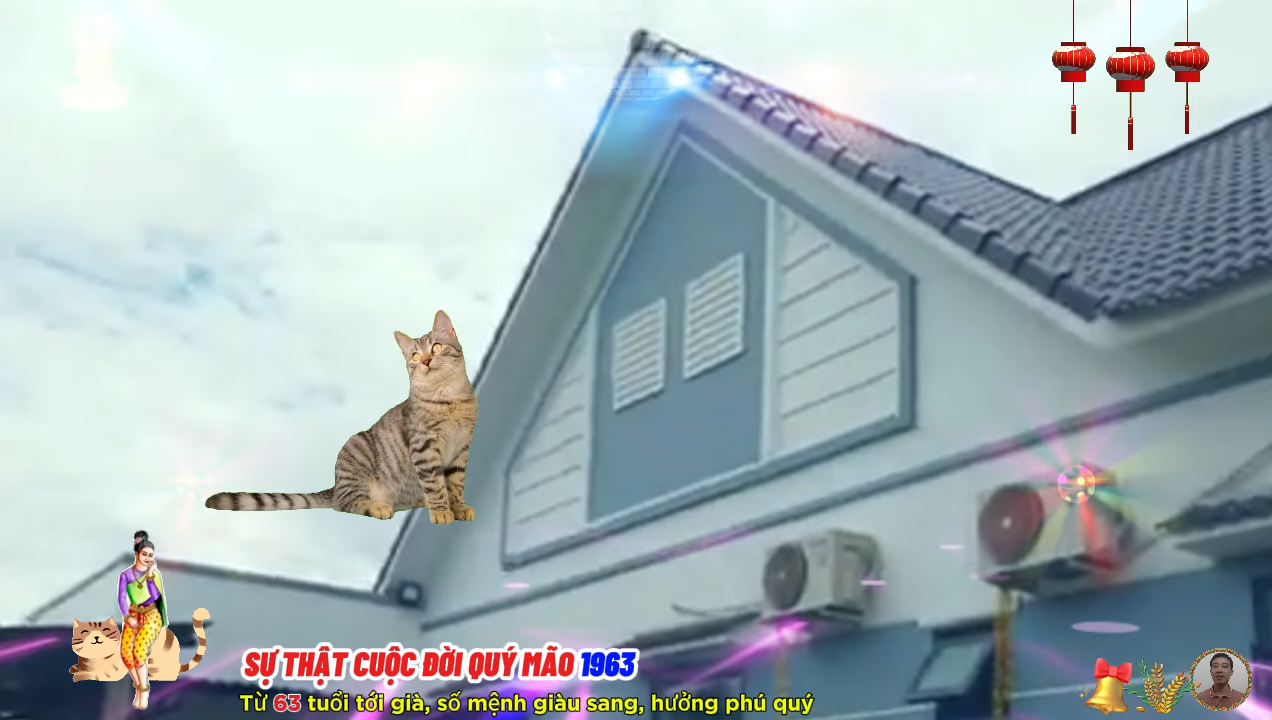 SỰ THẬT CUỘC ĐỜI QUÝ MÃO 1963
Từ 63 tuổi tới già, số mệnh giàu sang, hưởng phú quý